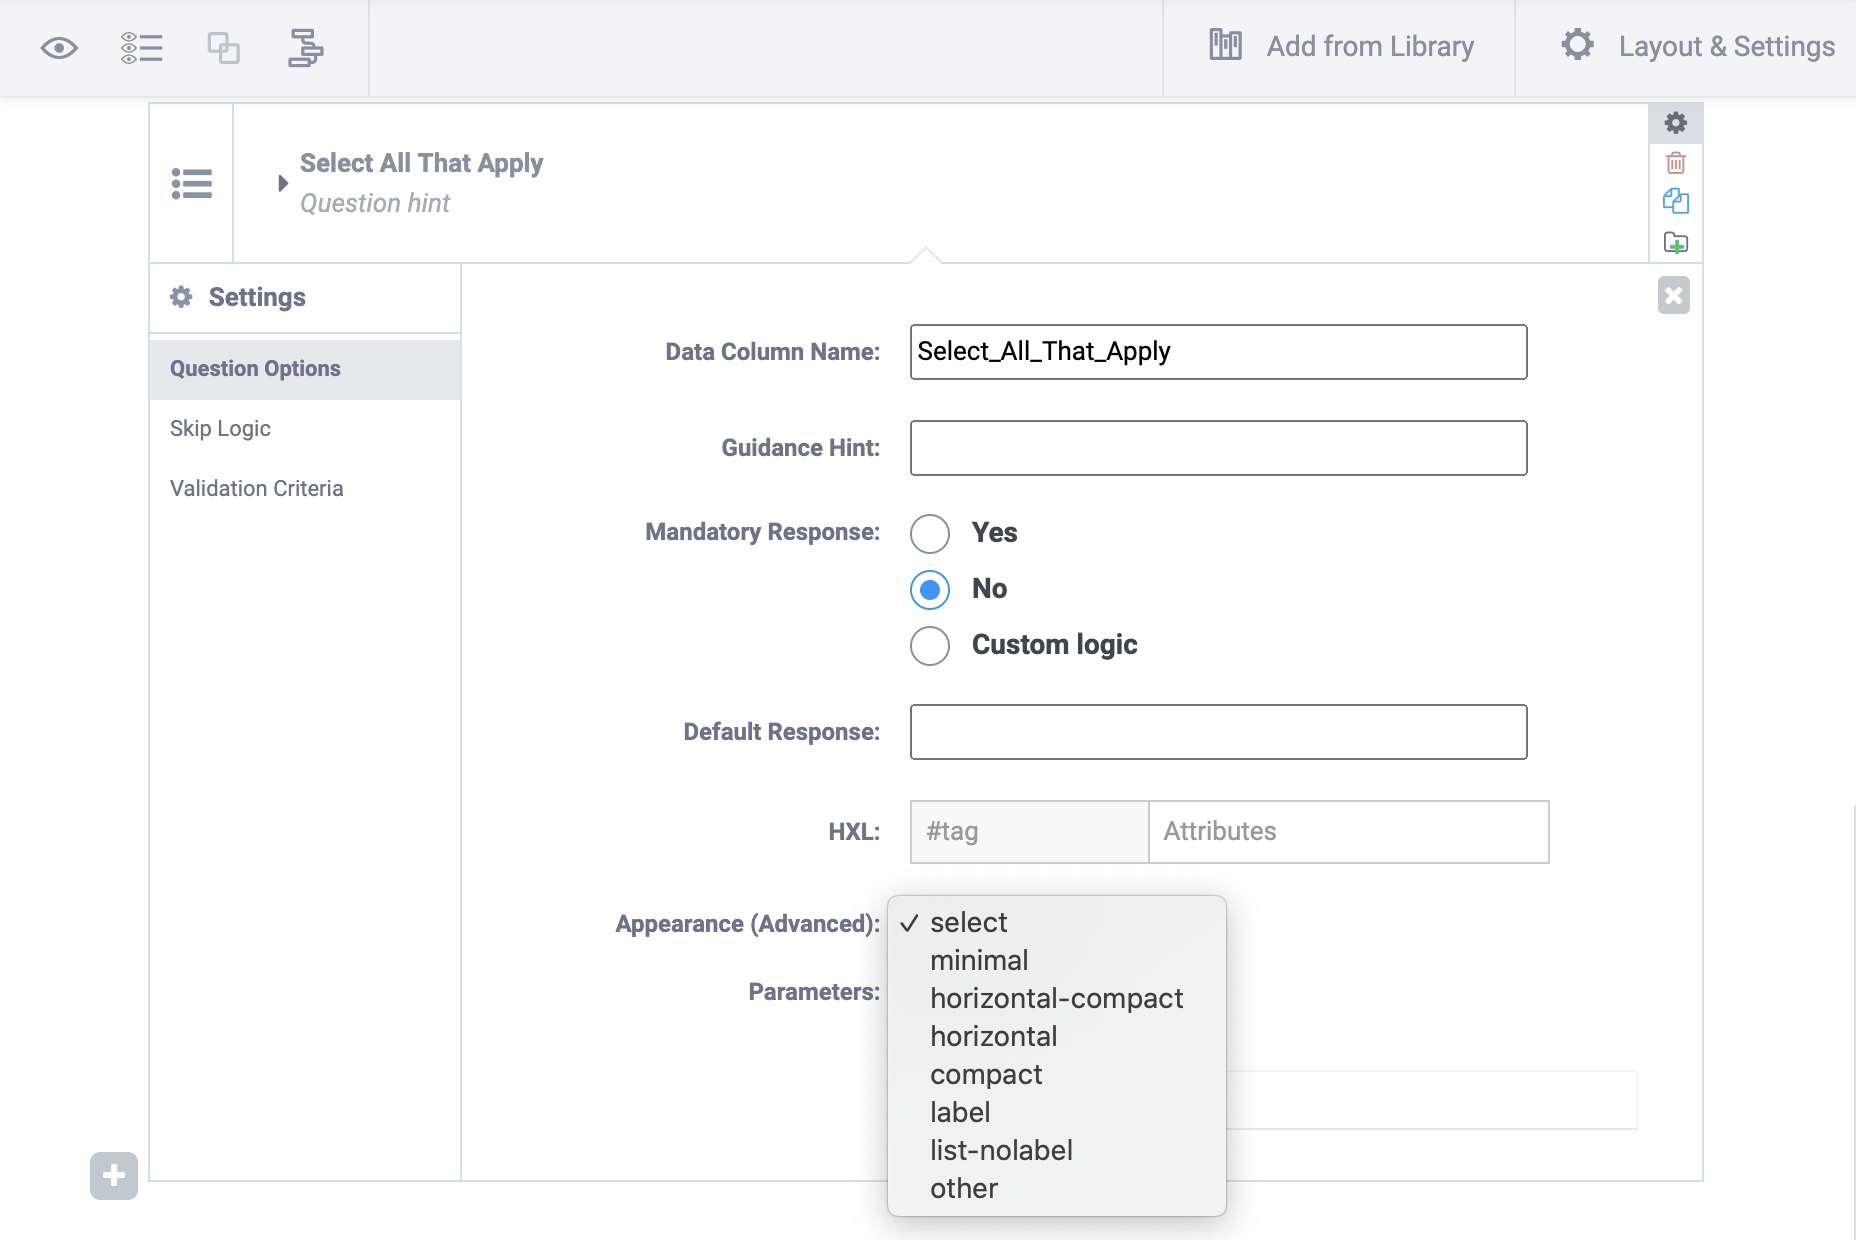 Add from Library
Layout & Settings
Select All That Apply
Question hint
Settings
Question Options
Skip Logic
Validation Criteria
Data Column Name:
Select_All_That_Apply
Guidance Hint:
Mandatory Response:
Yes
No
Custom logic
Default Response:
HXL:
#tag
Attributes
Appearance (Advanced):
✓ select
minimal
horizontal-compact
horizontal
compact
label
list-nolabel
other
Parameters: